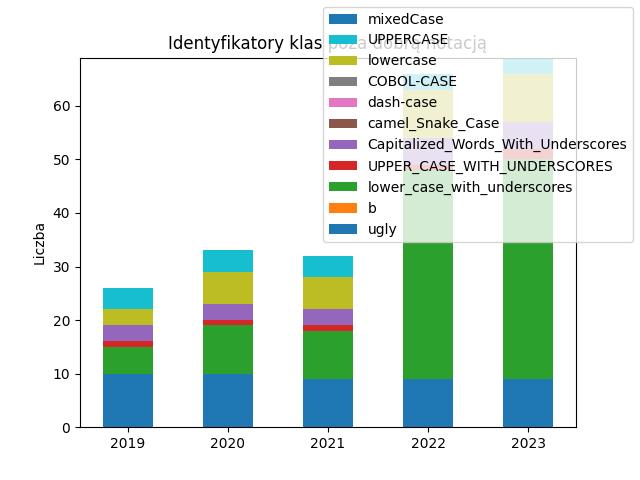 Identyfikatory klas poza dobrą notacją
mixedCase
UPPERCASE
lowercase
COBOL-CASE
dash-case
camel_Snake_Case
Capitalized_Words_With_Underscores
UPPER_CASE_WITH_UNDERSCORES
lower_case_with_underscores
b
ugly
Liczba
60
50
40
30
20
10
0
2019 2020 2021 2022 2023